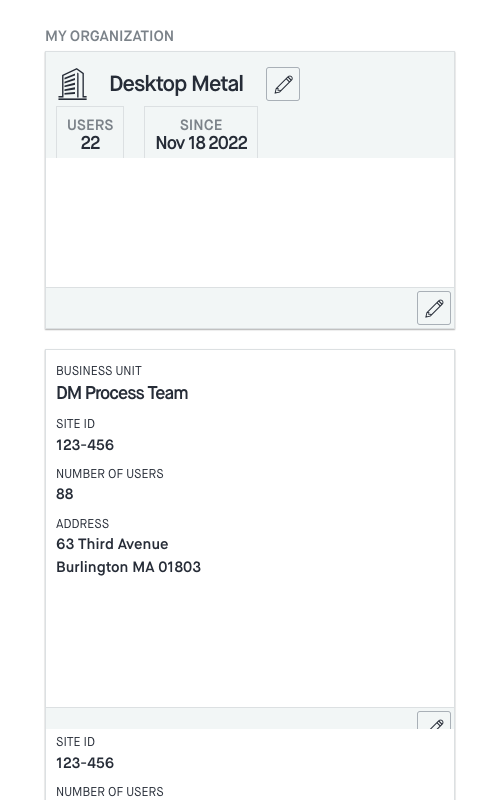 MY ORGANIZATION
Desktop Metal
USERS
22
SINCE
Nov 18 2022
BUSINESS UNIT
DM Process Team
SITE ID
123-456
NUMBER OF USERS
88
ADDRESS
63 Third Avenue
Burlington MA 01803
SITE ID
123-456
NUMBER OF USERS